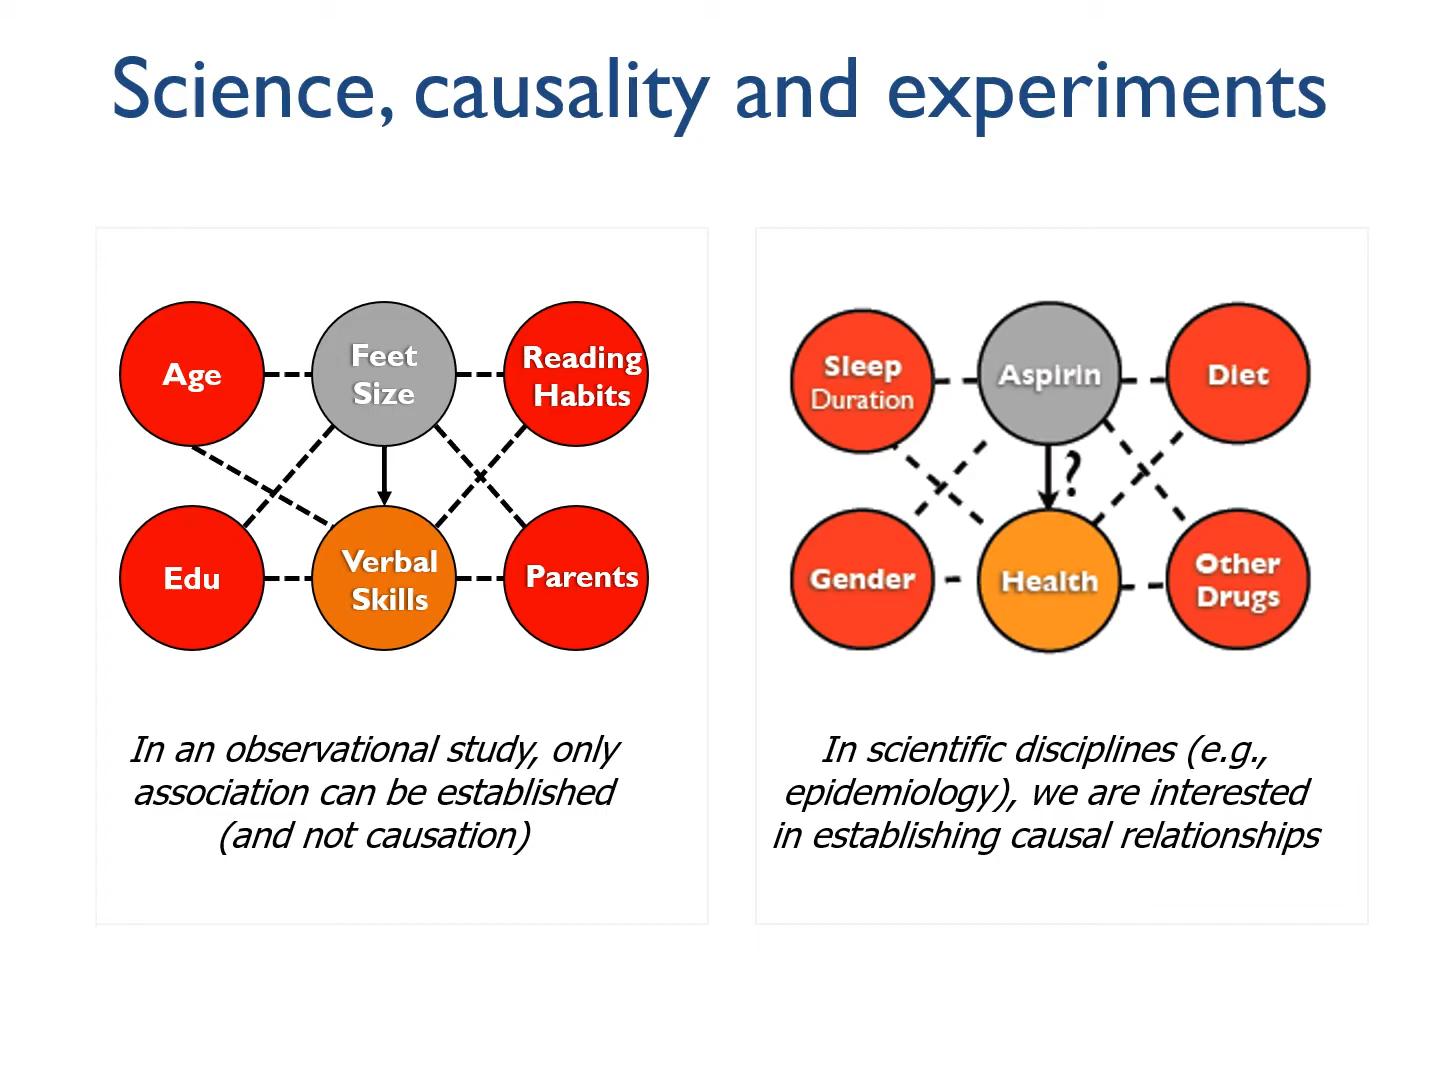 Science, causality and experiments
Age
Feet
Size
Reading
Habits
Edu
Verbal
Skills
Parents
In an observational study, only
association can be established
(and not causation)
Sleep
Duration
Aspirin
Diet
?
Gender
Health
Other
Drugs
In scientific disciplines (e.g.,
epidemiology), we are interested
in establishing causal relationships